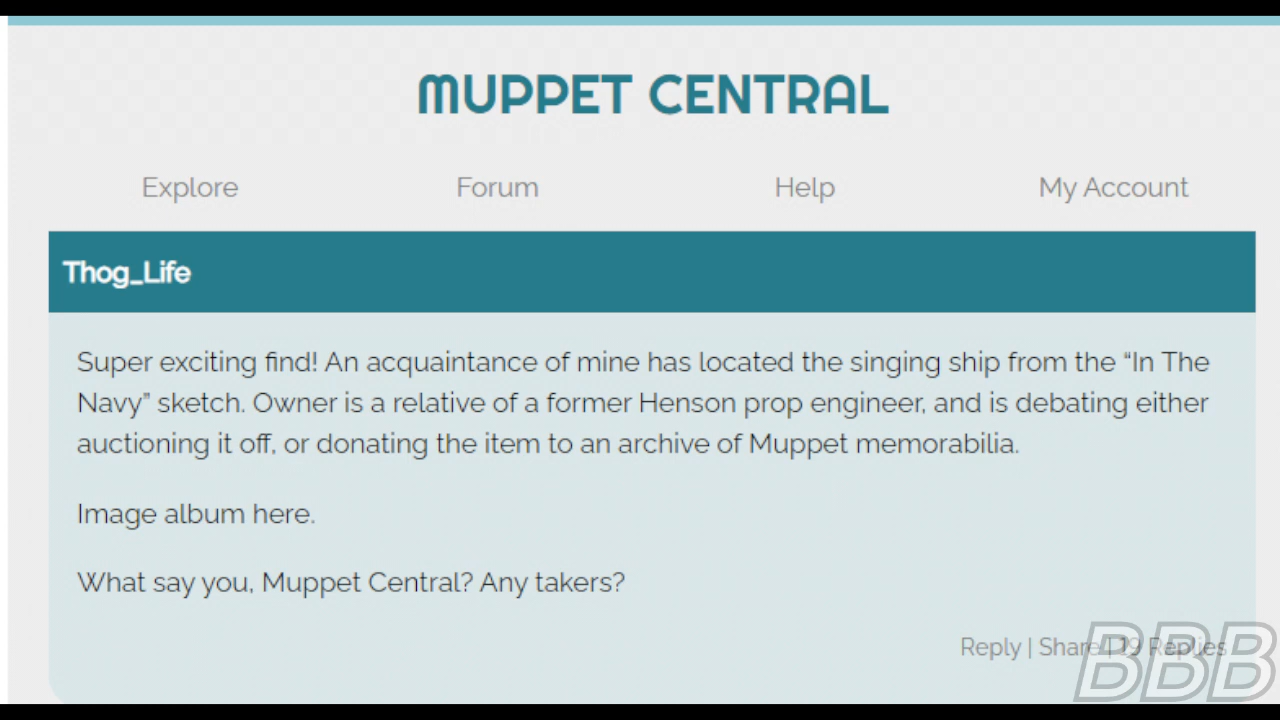 MUPPET CENTRAL
Explore Forum Help My Account
Thog_Life
Super exciting find! An acquaintance of mine has located the singing ship from the “In The
Navy” sketch. Owner is a relative of a former Henson prop engineer, and is debating either
auctioning it off, or donating the item to an archive of Muppet memorabilia.
Image album here.
What say you, Muppet Central? Any takers?
Reply | Share | 19 Replies
BBB